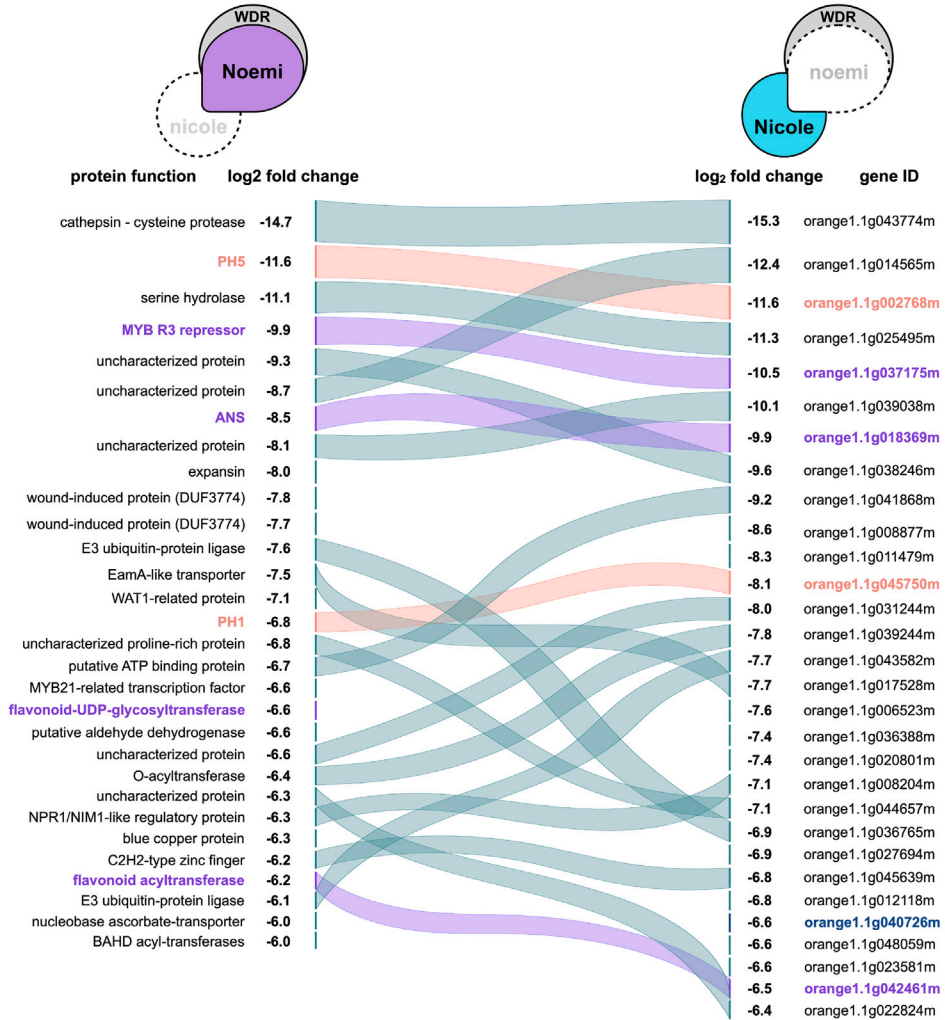 WDR
Noemi
nicole
WDR
noemi
Nicole
protein function log2 fold change
log2 fold change gene ID
cathepsin - cysteine protease -14.7
PH5 -11.6
serine hydrolase -11.1
MYB R3 repressor -9.9
uncharacterized protein -9.3
uncharacterized protein -8.7
ANS -8.5
uncharacterized protein -8.1
expansin -8.0
wound-induced protein (DUF3774) -7.8
wound-induced protein (DUF3774) -7.7
E3 ubiquitin-protein ligase -7.6
EamA-like transporter -7.5
WAT1-related protein -7.1
PH1 -6.8
uncharacterized proline-rich protein -6.8
putative ATP binding protein -6.7
MYB21-related transcription factor -6.6
flavonoid-UDP-glycosyltransferase -6.6
putative aldehyde dehydrogenase -6.6
uncharacterized protein -6.6
O-acyltransferase -6.4
uncharacterized protein -6.3
NPR1/NIM1-like regulatory protein -6.3
blue copper protein -6.3
C2H2-type zinc finger -6.2
flavonoid acyltransferase -6.2
E3 ubiquitin-protein ligase -6.1
nucleobase ascorbate-transporter -6.0
BAHD acyl-transferases -6.0
-15.3 orange1.1g043774m
-12.4 orange1.1g014565m
-11.6 orange1.1g002768m
-11.3 orange1.1g025495m
-10.5 orange1.1g037175m
-10.1 orange1.1g039038m
-9.9 orange1.1g018369m
-9.6 orange1.1g038246m
-9.2 orange1.1g041868m
-8.6 orange1.1g008877m
-8.3 orange1.1g011479m
-8.1 orange1.1g045750m
-8.0 orange1.1g031244m
-7.8 orange1.1g039244m
-7.7 orange1.1g043582m
-7.7 orange1.1g017528m
-7.6 orange1.1g006523m
-7.4 orange1.1g036388m
-7.4 orange1.1g020801m
-7.1 orange1.1g008204m
-7.1 orange1.1g044657m
-6.9 orange1.1g036765m
-6.9 orange1.1g027694m
-6.8 orange1.1g045639m
-6.8 orange1.1g012118m
-6.6 orange1.1g040726m
-6.6 orange1.1g048059m
-6.6 orange1.1g023581m
-6.5 orange1.1g042461m
-6.4 orange1.1g022824m